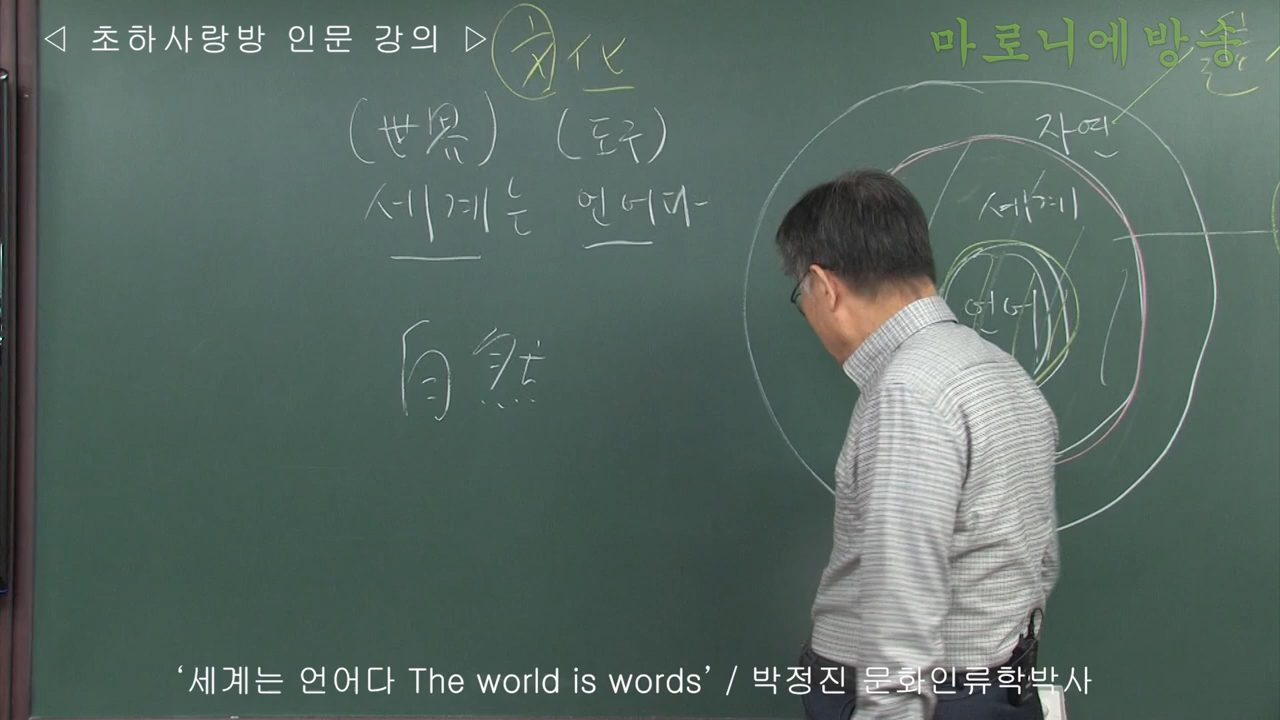 ◁ 초하사랑방 인문 강의 ▷
마로니에방송
文化
(世界) (도구)
세계는 언어다
自然
자연
세계
언어
‘세계는 언어다 The world is words’ / 박정진 문화인류학박사